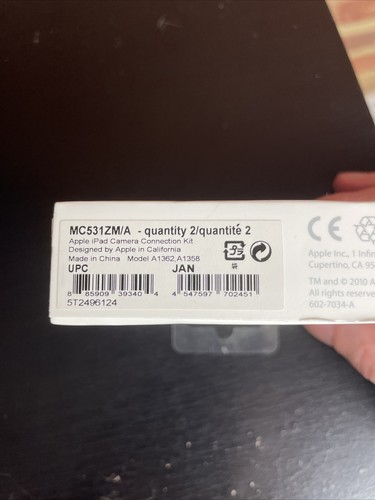 MC531ZM/A - quantity 2/quantité 2
Apple iPad Camera Connection Kit
Designed by Apple in California
Made in China Model A1362,A1358
UPC JAN
8 85909 39340 4 4 547597 702451
5T2496124
CE
Apple Inc., 1 Infi
Cupertino, CA 95
TM and © 2010 A
All rights reserve
602-7034-A